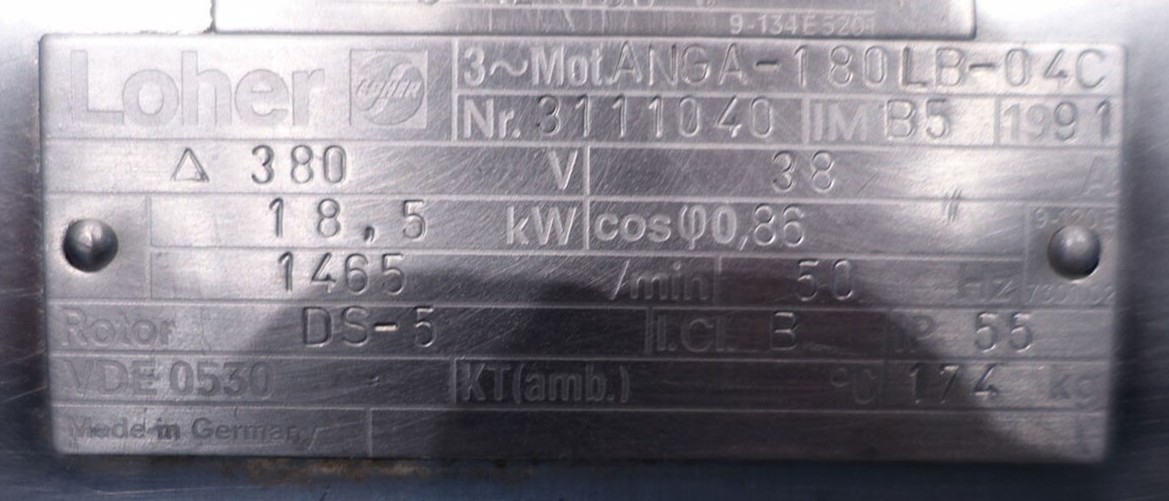 9-134E5201
Loher LOHER 3~Mot. ANGA-180LB-04C
Nr. 3111040 IM B5 1991
Δ 380 V 38 A
18,5 kW cosφ0,86
1465 /min 50 Hz
Rotor DS-5 I.Cl. B IP 55
VDE 0530 KT(amb.) °C 174 kg
Made in Germany